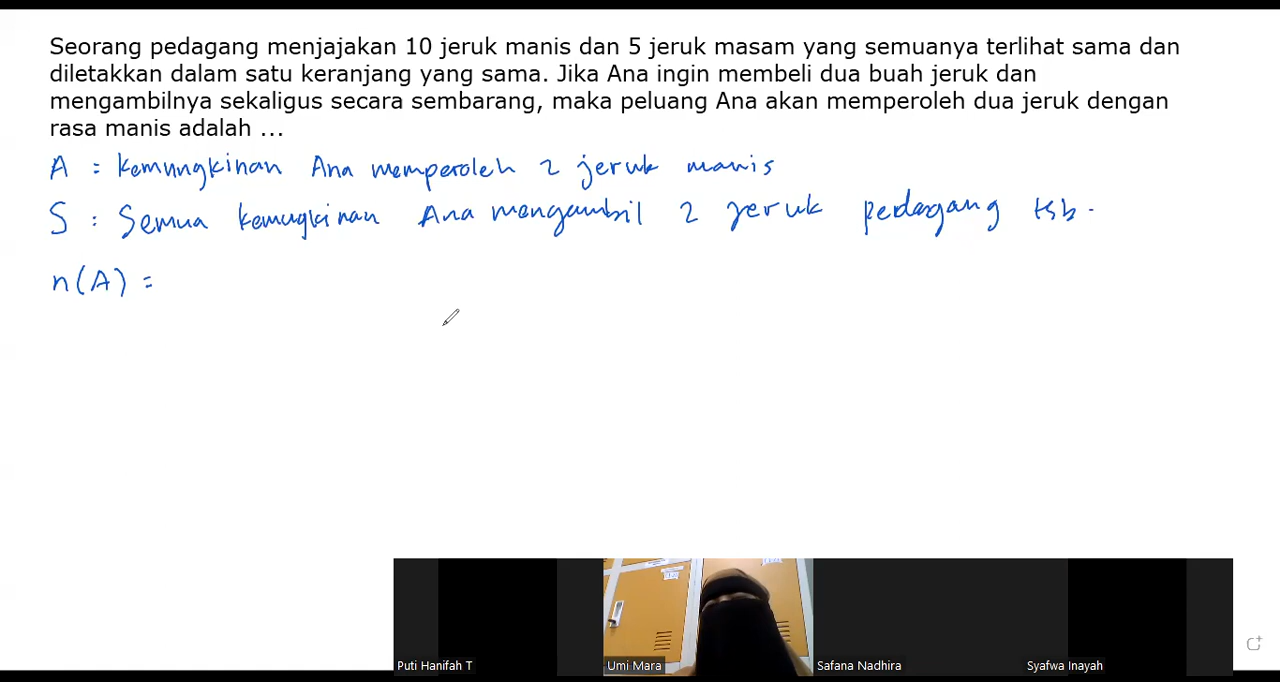 Seorang pedagang menjajakan 10 jeruk manis dan 5 jeruk masam yang semuanya terlihat sama dan
diletakkan dalam satu keranjang yang sama. Jika Ana ingin membeli dua buah jeruk dan
mengambilnya sekaligus secara sembarang, maka peluang Ana akan memperoleh dua jeruk dengan
rasa manis adalah ...
A = kemungkinan Ana memperoleh 2 jeruk manis
S : Semua kemugkinan Ana mengambil 2 jeruk pedagang tsb.
n(A) =
Puti Hanifah T
Umi Mara
Safana Nadhira
Syafwa Inayah